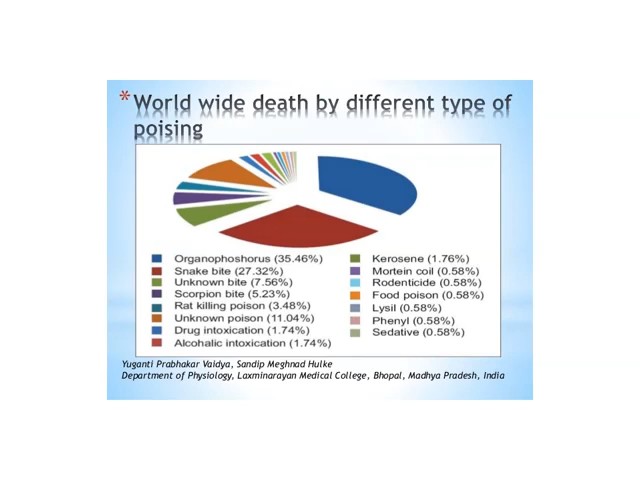 * World wide death by different type of
poising
Organophoshorus (35.46%)
Snake bite (27.32%)
Unknown bite (7.56%)
Scorpion bite (5.23%)
Rat killing poison (3.48%)
Unknown poison (11.04%)
Drug intoxication (1.74%)
Alcoholic intoxication (1.74%)
Kerosene (1.76%)
Mortein coil (0.58%)
Rodenticide (0.58%)
Food poison (0.58%)
Lysil (0.58%)
Phenyl (0.58%)
Sedative (0.58%)
Yuganti Prabhakar Vaidya, Sandip Meghnad Hulke
Department of Physiology, Laxminarayan Medical College, Bhopal, Madhya Pradesh, India